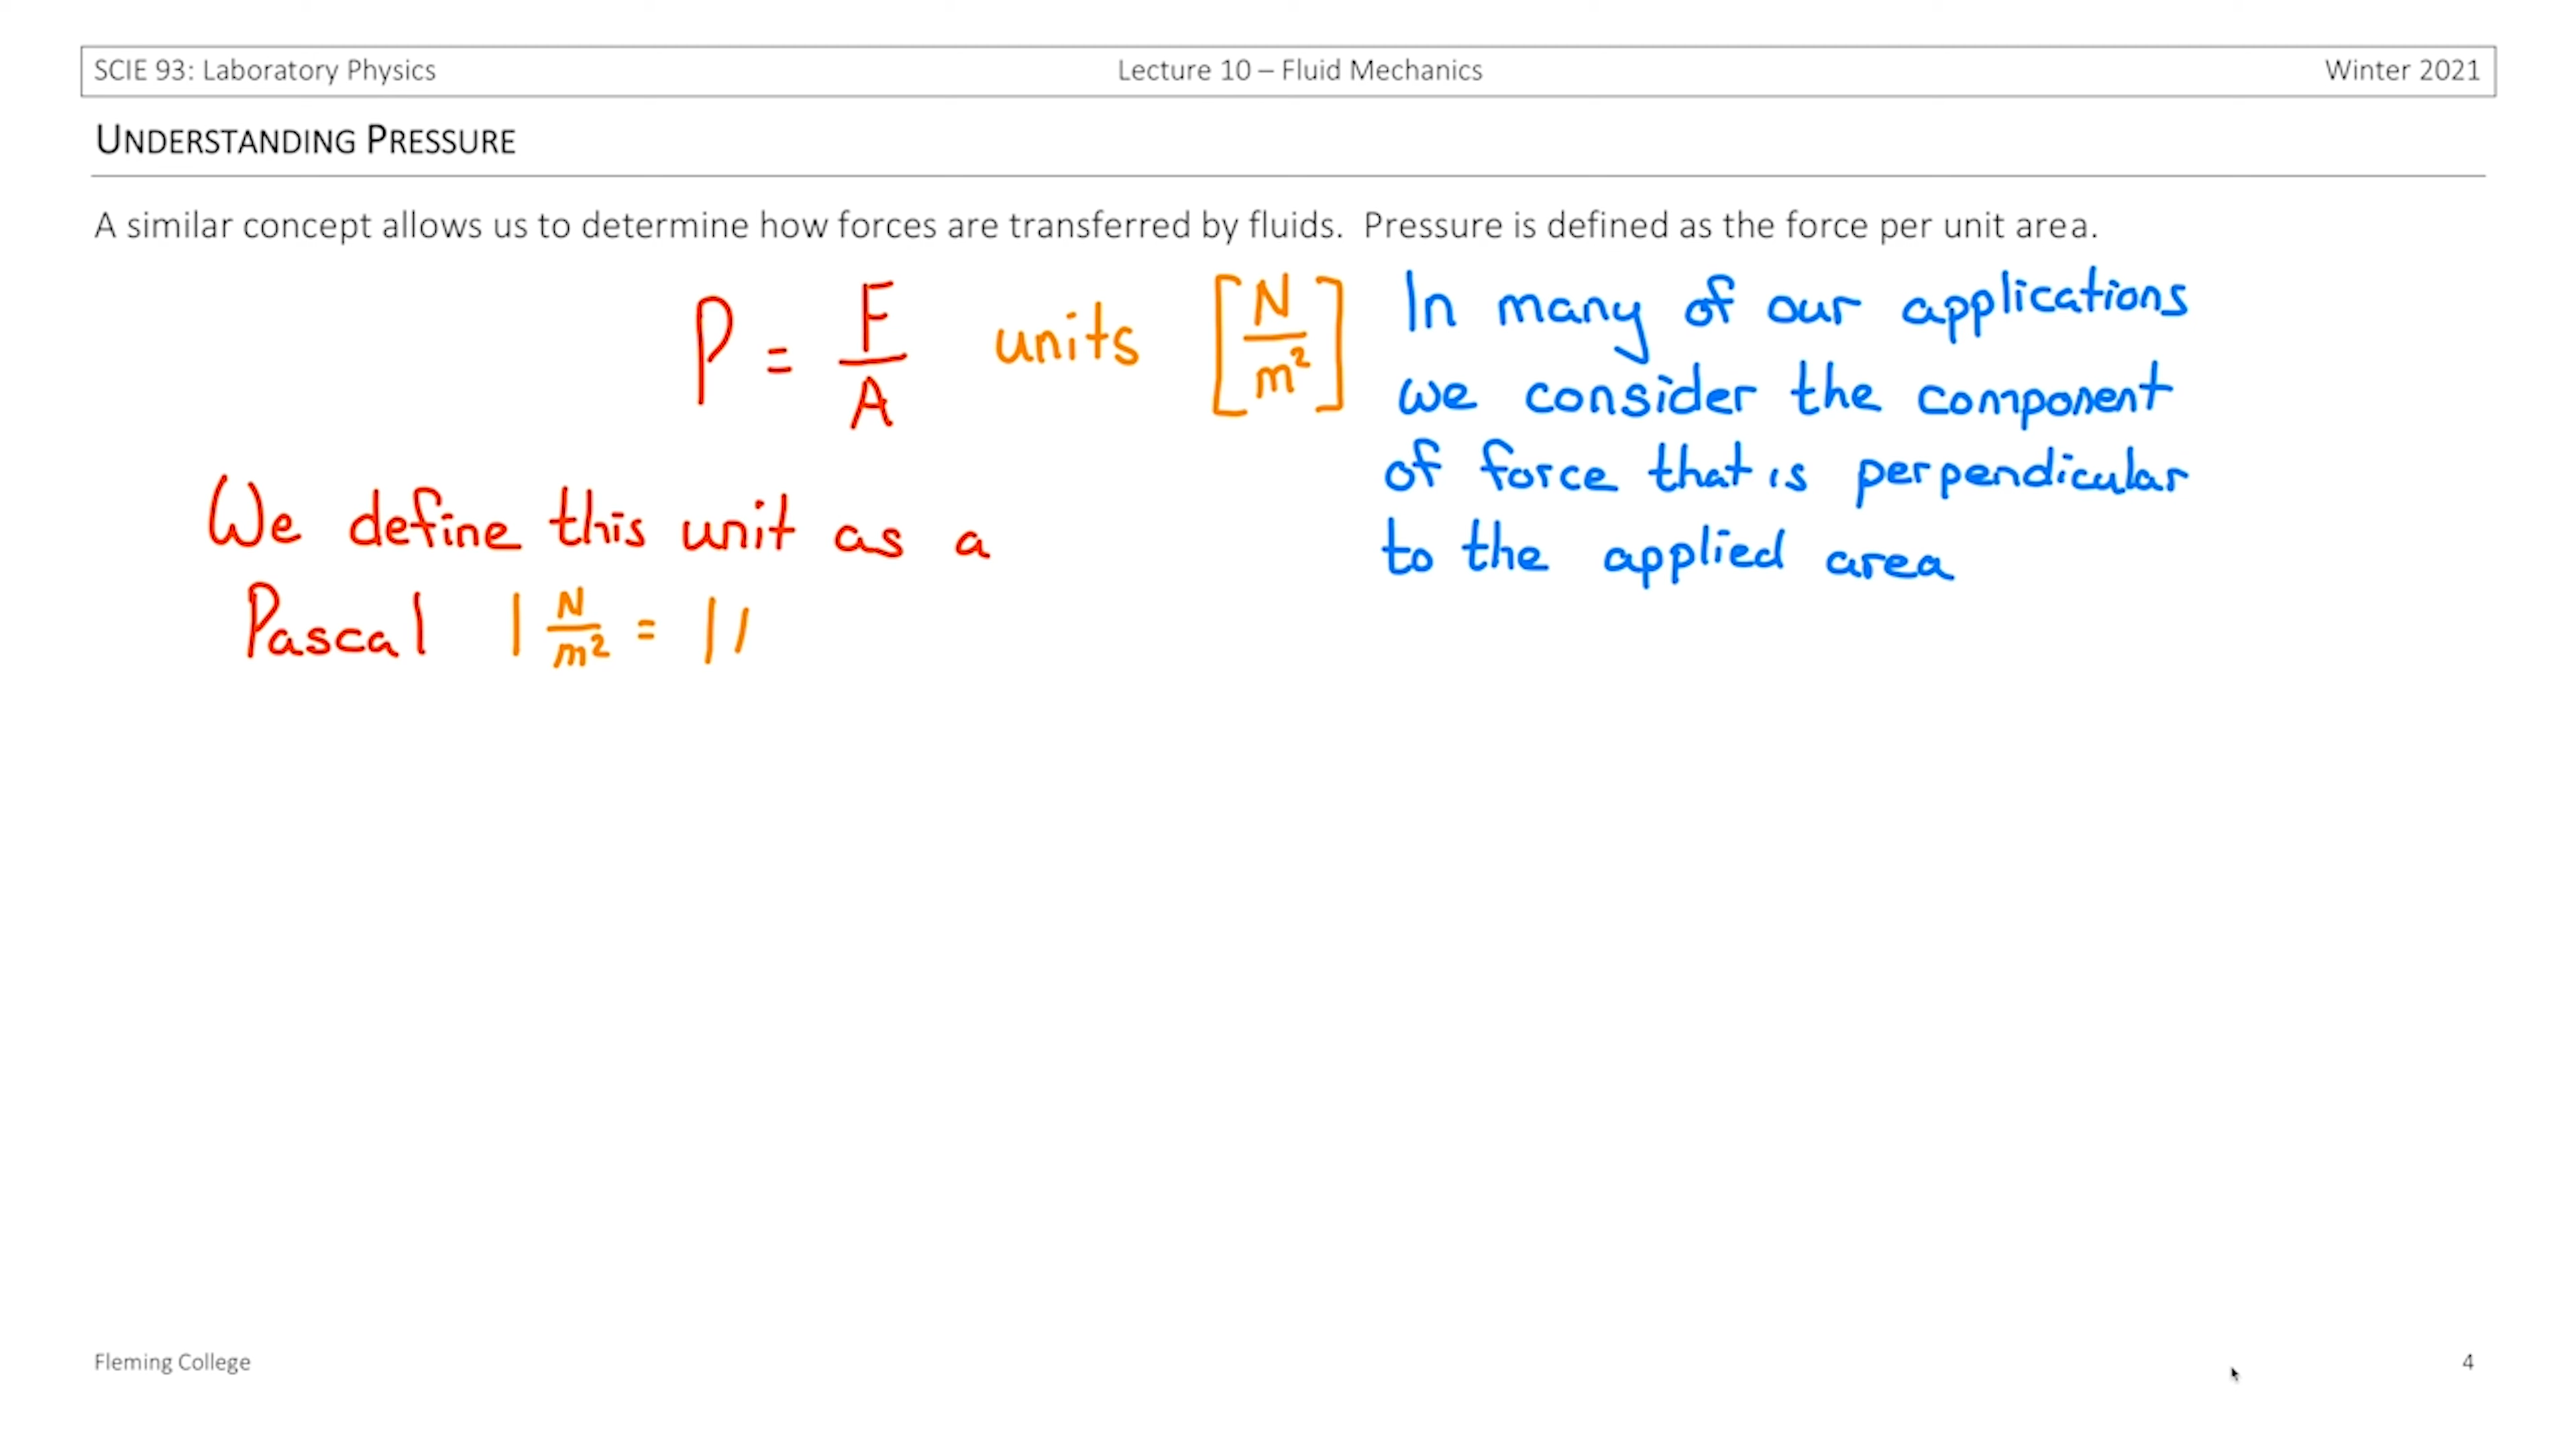 SCIE 93: Laboratory Physics Lecture 10 – Fluid Mechanics Winter 2021
UNDERSTANDING PRESSURE
A similar concept allows us to determine how forces are transferred by fluids. Pressure is defined as the force per unit area.
P = F/A units [N/m²]
In many of our applications
we consider the component
of force that is perpendicular
to the applied area
We define this unit as a
Pascal 1 N/m² = 1
Fleming College 4